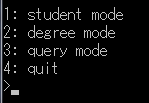 1: student mode
2: degree mode
3: query mode
4: quit
>_